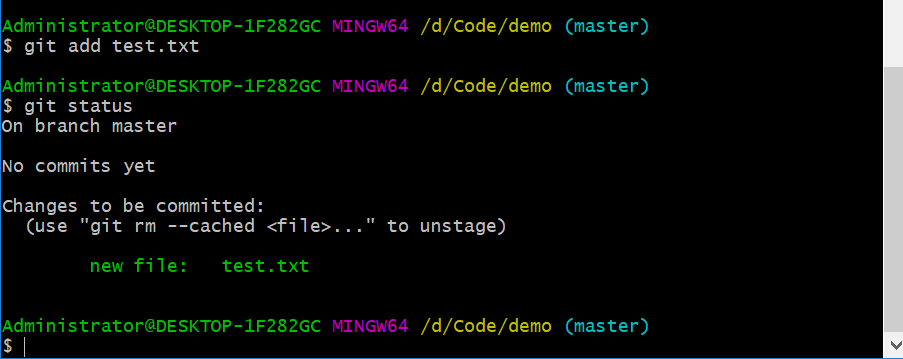 Administrator@DESKTOP-1F282GC MINGW64 /d/Code/demo (master)
$ git add test.txt
Administrator@DESKTOP-1F282GC MINGW64 /d/Code/demo (master)
$ git status
On branch master
No commits yet
Changes to be committed:
  (use "git rm --cached <file>..." to unstage)
        new file:   test.txt
Administrator@DESKTOP-1F282GC MINGW64 /d/Code/demo (master)
$